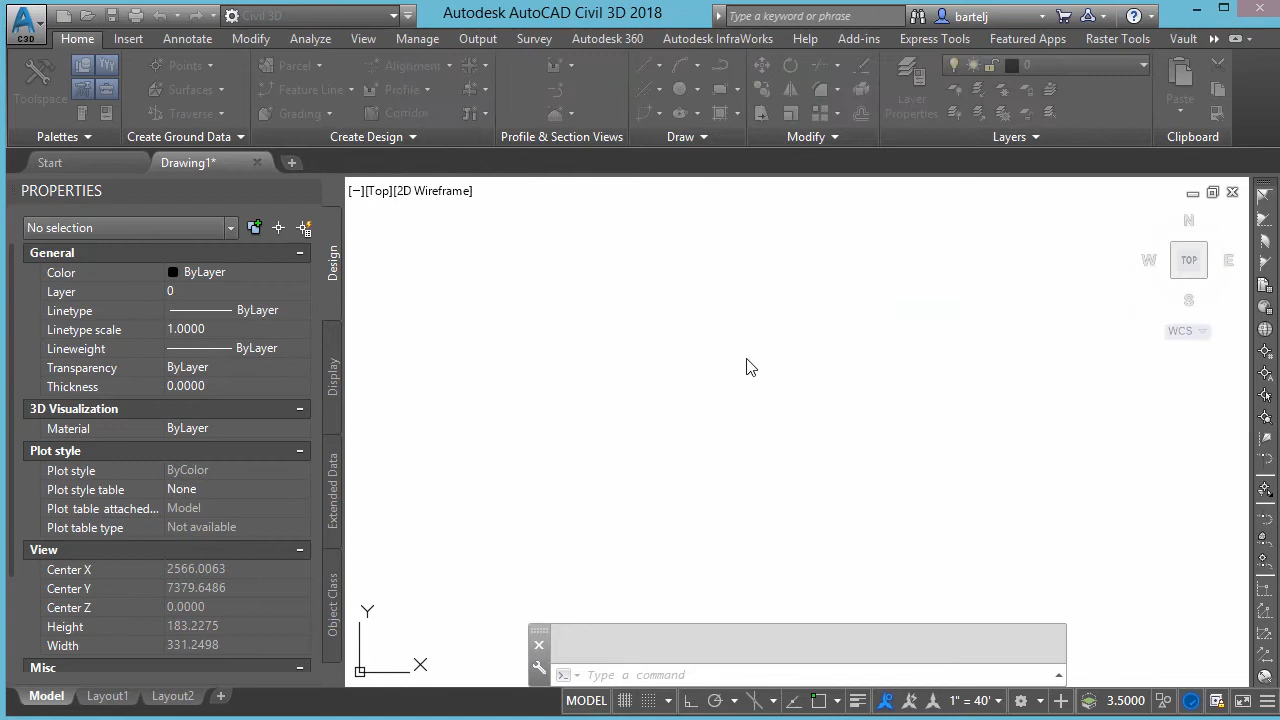 A C3D Civil 3D Autodesk AutoCAD Civil 3D 2018 Type a keyword or phrase bartelj ?
Home Insert Annotate Modify Analyze View Manage Output Survey Autodesk 360 Autodesk InfraWorks Add-ins Express Tools Featured Apps Raster Tools Vault
Points Parcel Alignment 0
Toolspace Surfaces Feature Line Profile Layer Properties Paste
Traverse Grading Corridor
Palettes Create Ground Data Create Design Profile & Section Views Draw Modify Layers Clipboard
Start Drawing1*
PROPERTIES
[−][Top][2D Wireframe]
No selection
General
Color ByLayer
Layer 0
Linetype ByLayer
Linetype scale 1.0000
Lineweight ByLayer
Transparency ByLayer
Thickness 0.0000
3D Visualization
Material ByLayer
Plot style
Plot style ByColor
Plot style table None
Plot table attached... Model
Plot table type Not available
View
Center X 2566.0063
Center Y 7379.6486
Center Z 0.0000
Height 183.2275
Width 331.2498
Misc
Design
Display
Extended Data
Object Class
N
W TOP E
S
WCS
Y
X
Type a command
Model Layout1 Layout2 +
MODEL 1" = 40' 3.5000